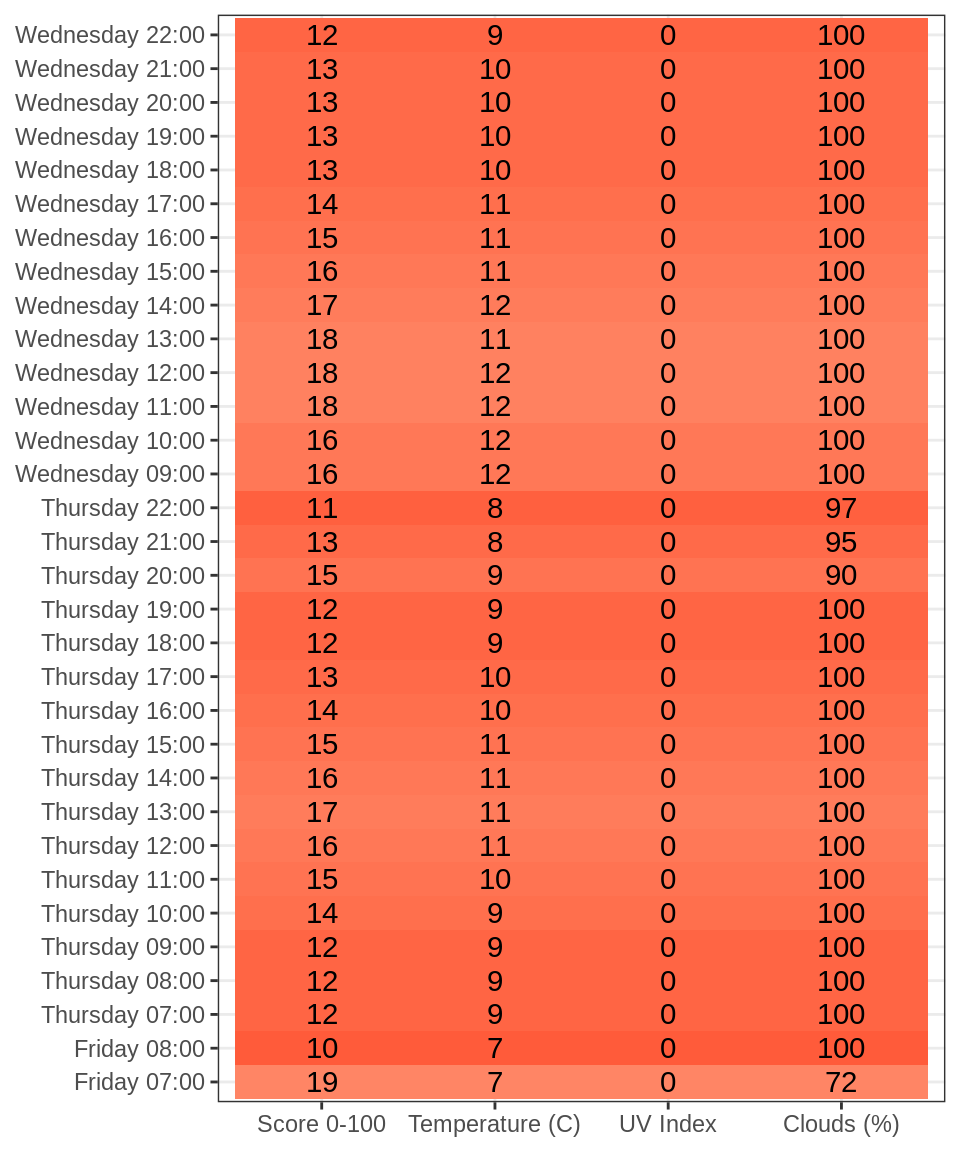 Wednesday 22:00 12 9 0 100
Wednesday 21:00 13 10 0 100
Wednesday 20:00 13 10 0 100
Wednesday 19:00 13 10 0 100
Wednesday 18:00 13 10 0 100
Wednesday 17:00 14 11 0 100
Wednesday 16:00 15 11 0 100
Wednesday 15:00 16 11 0 100
Wednesday 14:00 17 12 0 100
Wednesday 13:00 18 11 0 100
Wednesday 12:00 18 12 0 100
Wednesday 11:00 18 12 0 100
Wednesday 10:00 16 12 0 100
Wednesday 09:00 16 12 0 100
Thursday 22:00 11 8 0 97
Thursday 21:00 13 8 0 95
Thursday 20:00 15 9 0 90
Thursday 19:00 12 9 0 100
Thursday 18:00 12 9 0 100
Thursday 17:00 13 10 0 100
Thursday 16:00 14 10 0 100
Thursday 15:00 15 11 0 100
Thursday 14:00 16 11 0 100
Thursday 13:00 17 11 0 100
Thursday 12:00 16 11 0 100
Thursday 11:00 15 10 0 100
Thursday 10:00 14 9 0 100
Thursday 09:00 12 9 0 100
Thursday 08:00 12 9 0 100
Thursday 07:00 12 9 0 100
Friday 08:00 10 7 0 100
Friday 07:00 19 7 0 72
Score 0-100 Temperature (C) UV Index Clouds (%)